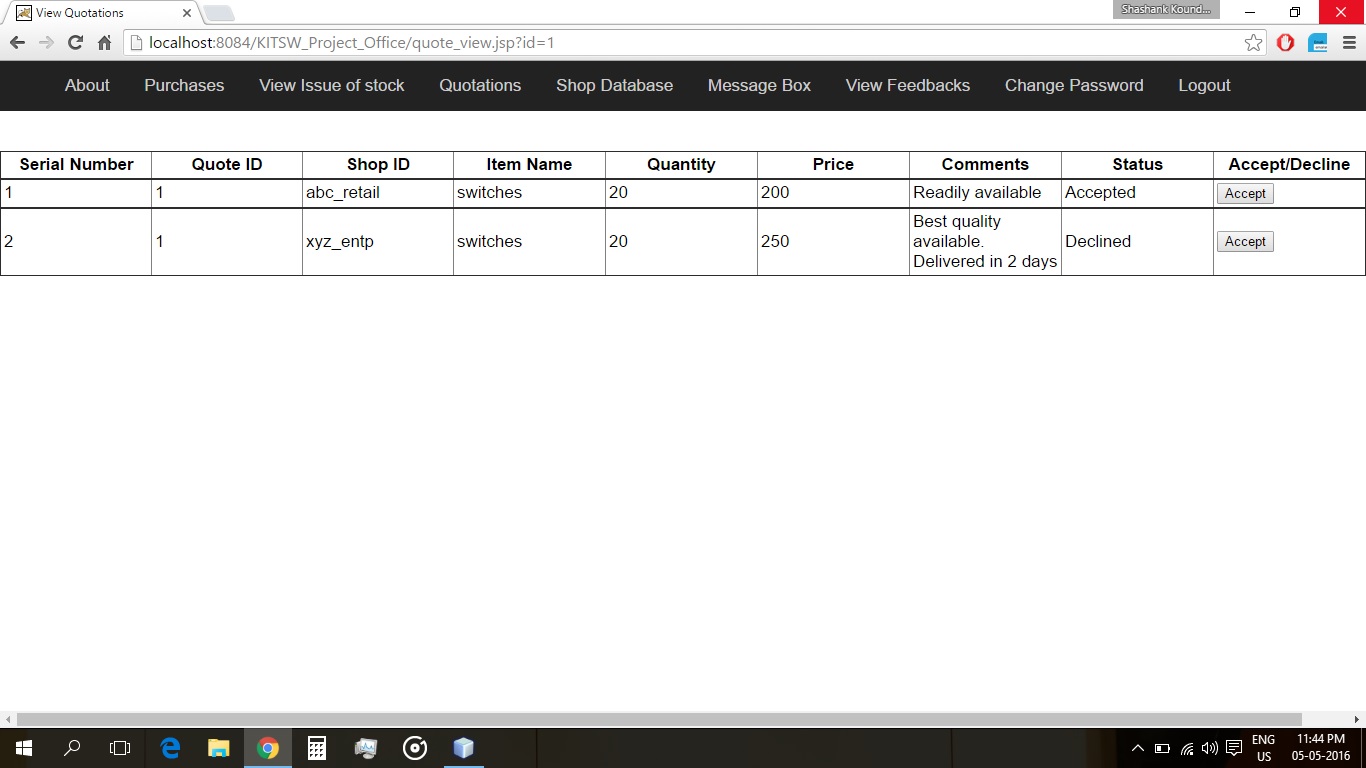 View Quotations
Shashank Kound...
localhost:8084/KITSW_Project_Office/quote_view.jsp?id=1
About Purchases View Issue of stock Quotations Shop Database Message Box View Feedbacks Change Password Logout
Serial Number Quote ID Shop ID Item Name Quantity Price Comments Status Accept/Decline
1 1 abc_retail switches 20 200 Readily available Accepted Accept
2 1 xyz_entp switches 20 250 Best quality available. Delivered in 2 days Declined Accept
ENG 11:44 PM
US 05-05-2016